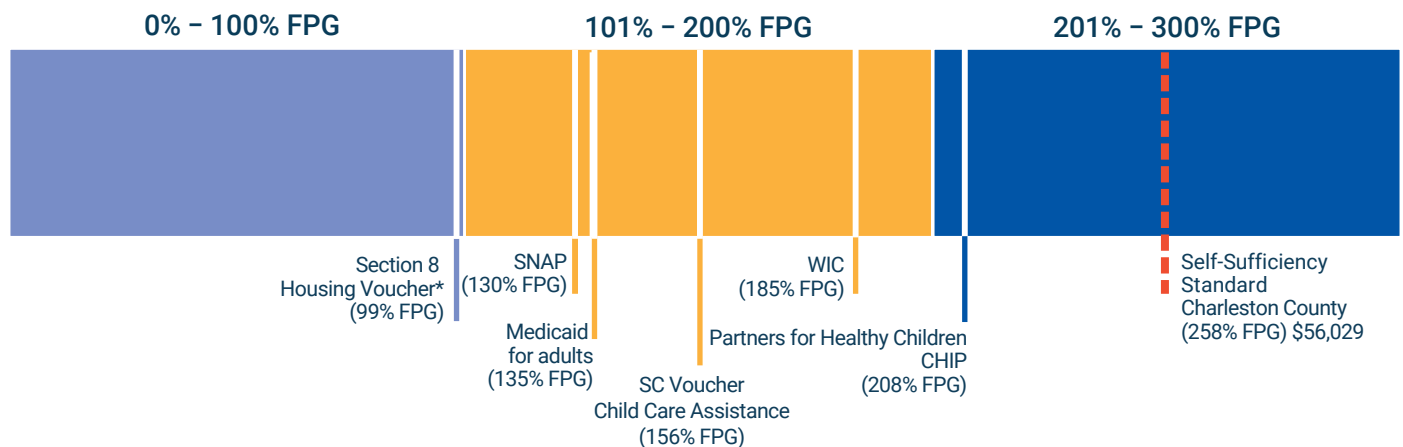 0% – 100% FPG
101% – 200% FPG
201% – 300% FPG
Section 8
Housing Voucher*
(99% FPG)
SNAP
(130% FPG)
Medicaid
for adults
(135% FPG)
SC Voucher
Child Care Assistance
(156% FPG)
WIC
(185% FPG)
Partners for Healthy Children
CHIP
(208% FPG)
Self-Sufficiency
Standard
Charleston County
(258% FPG) $56,029